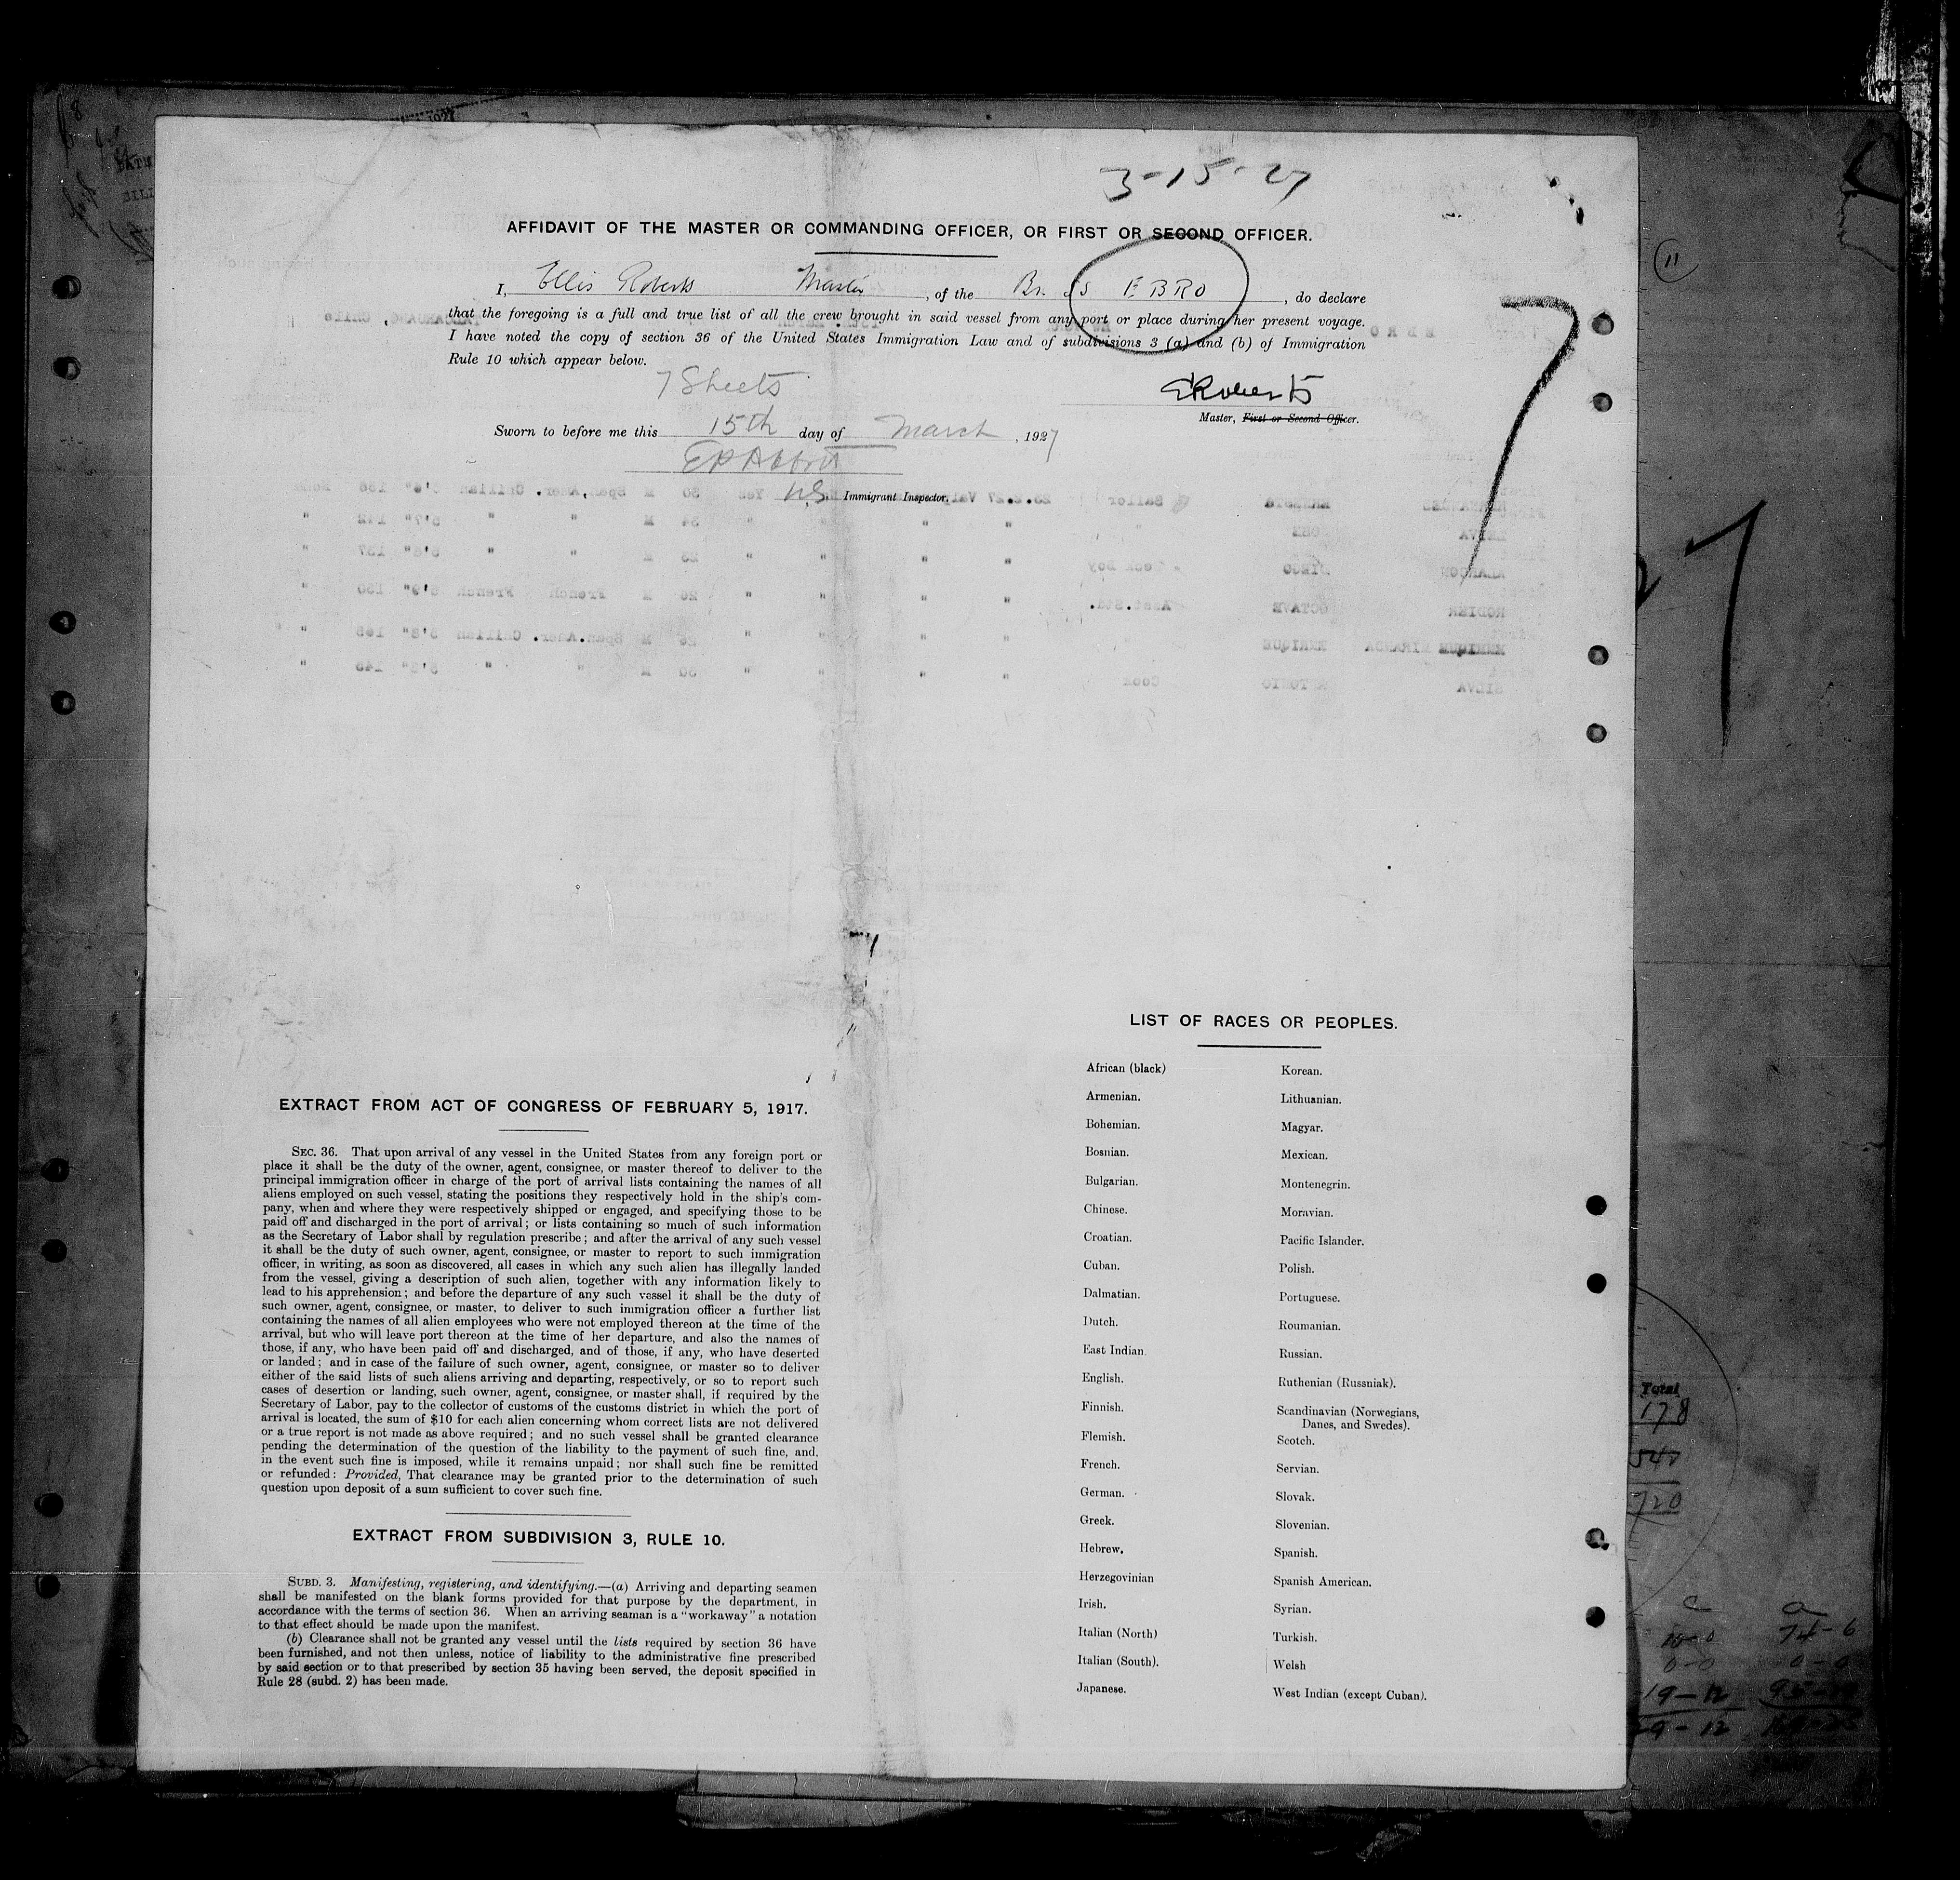 3-15-27
AFFIDAVIT OF THE MASTER OR COMMANDING OFFICER, OR FIRST OR SECOND OFFICER.
I, Ellis Roberts Master, of the Br. SS EBRO, do declare
that the foregoing is a full and true list of all the crew brought in said vessel from any port or place during her present voyage.
I have noted the copy of section 36 of the United States Immigration Law and of subdivisions 3 (a) and (b) of Immigration
Rule 10 which appear below.
7 Sheets
ERoberts
Master, First or Second Officer.
Sworn to before me this 15th day of March, 1927
Immigrant Inspector.
7
11
LIST OF RACES OR PEOPLES.
African (black)
Armenian.
Bohemian.
Bosnian.
Bulgarian.
Chinese.
Croatian.
Cuban.
Dalmatian.
Dutch.
East Indian.
English.
Finnish.
Flemish.
French.
German.
Greek.
Hebrew.
Herzegovinian
Irish.
Italian (North)
Italian (South).
Japanese.
Korean.
Lithuanian.
Magyar.
Mexican.
Montenegrin.
Moravian.
Pacific Islander.
Polish.
Portuguese.
Roumanian.
Russian.
Ruthenian (Russniak).
Scandinavian (Norwegians,
Danes, and Swedes).
Scotch.
Servian.
Slovak.
Slovenian.
Spanish.
Spanish American.
Syrian.
Turkish.
Welsh
West Indian (except Cuban).
EXTRACT FROM ACT OF CONGRESS OF FEBRUARY 5, 1917.
SEC. 36. That upon arrival of any vessel in the United States from any foreign port or
place it shall be the duty of the owner, agent, consignee, or master thereof to deliver to the
principal immigration officer in charge of the port of arrival lists containing the names of all
aliens employed on such vessel, stating the positions they respectively hold in the ship's com-
pany, when and where they were respectively shipped or engaged, and specifying those to be
paid off and discharged in the port of arrival; or lists containing so much of such information
as the Secretary of Labor shall by regulation prescribe; and after the arrival of any such vessel
it shall be the duty of such owner, agent, consignee, or master to report to such immigration
officer, in writing, as soon as discovered, all cases in which any such alien has illegally landed
from the vessel, giving a description of such alien, together with any information likely to
lead to his apprehension; and before the departure of any such vessel it shall be the duty of
such owner, agent, consignee, or master, to deliver to such immigration officer a further list
containing the names of all alien employees who were not employed thereon at the time of the
arrival, but who will leave port thereon at the time of her departure, and also the names of
those, if any, who have been paid off and discharged, and of those, if any, who have deserted
or landed; and in case of the failure of such owner, agent, consignee, or master so to deliver
either of the said lists of such aliens arriving and departing, respectively, or so to report such
cases of desertion or landing, such owner, agent, consignee, or master shall, if required by the
Secretary of Labor, pay to the collector of customs of the customs district in which the port of
arrival is located, the sum of $10 for each alien concerning whom correct lists are not delivered
or a true report is not made as above required; and no such vessel shall be granted clearance
pending the determination of the question of the liability to the payment of such fine, and,
in the event such fine is imposed, while it remains unpaid; nor shall such fine be remitted
or refunded: Provided, That clearance may be granted prior to the determination of such
question upon deposit of a sum sufficient to cover such fine.
EXTRACT FROM SUBDIVISION 3, RULE 10.
SUBD. 3. Manifesting, registering, and identifying.—(a) Arriving and departing seamen
shall be manifested on the blank forms provided for that purpose by the department, in
accordance with the terms of section 36. When an arriving seaman is a "workaway" a notation
to that effect should be made upon the manifest.
(b) Clearance shall not be granted any vessel until the lists required by section 36 have
been furnished, and not then unless, notice of liability to the administrative fine prescribed
by said section or to that prescribed by section 35 having been served, the deposit specified in
Rule 28 (subd. 2) has been made.
Total
178